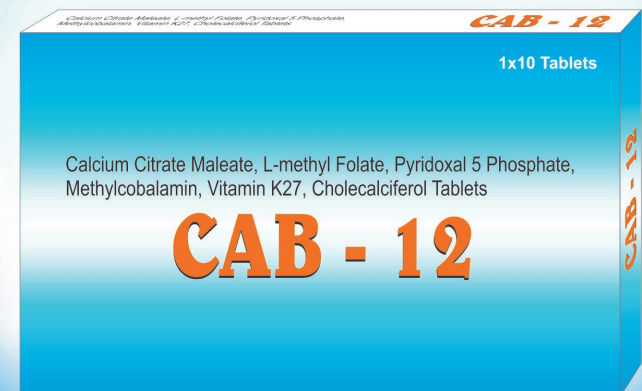 Calcium Citrate Maleate, L-methyl Folate, Pyridoxal 5 Phosphate,
Methylcobalamin, Vitamin K27, Cholecalciferol Tablets
CAB - 12
1x10 Tablets
Calcium Citrate Maleate, L-methyl Folate, Pyridoxal 5 Phosphate,
Methylcobalamin, Vitamin K27, Cholecalciferol Tablets
CAB - 12
CAB - 12